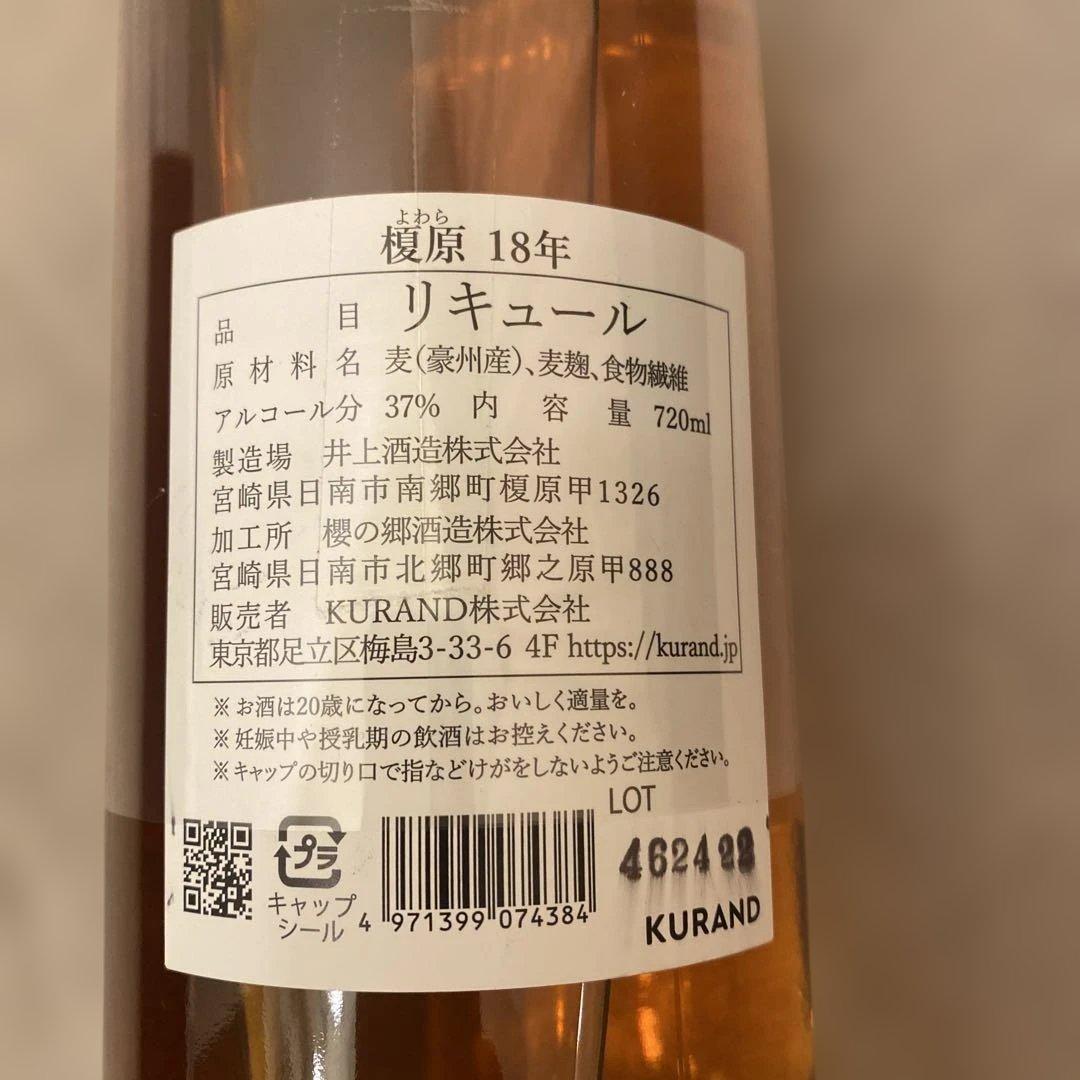 よわら
榎原 18年
品目 リキュール
原材料名 麦(豪州産)、麦麹、食物繊維
アルコール分 37% 内容量 720ml
製造場 井上酒造株式会社
宮崎県日南市南郷町榎原甲1326
加工所 櫻の郷酒造株式会社
宮崎県日南市北郷町郷之原甲888
販売者 KURAND株式会社
東京都足立区梅島3-33-6 4F https://kurand.jp
※お酒は20歳になってから。おいしく適量を。
※妊娠中や授乳期の飲酒はお控えください。
※キャップの切り口で指などけがをしないようご注意ください。
LOT
462422
プラ
キャップ
シール
4 971399 074384
KURAND